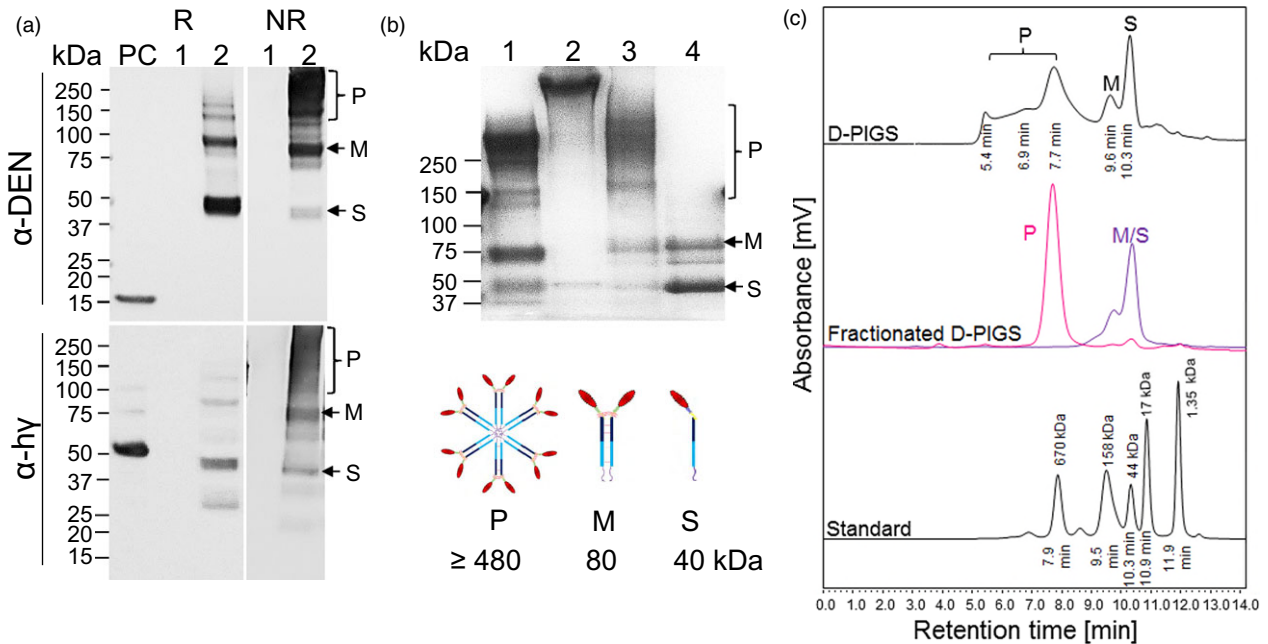 (a)
R NR
kDa PC 1 2 1 2
α-DEN
250
150
100
75
50
37
25
20
15
P
M
S
α-hγ
250
150
100
75
50
37
25
20
15
P
M
S
(b)
kDa 1 2 3 4
250
150
100
75
50
37
P
M
S
P M S
≥ 480 80 40 kDa
(c)
Absorbance [mV]
P
M
S
D-PIGS
5.4 min
6.9 min
7.7 min
9.6 min
10.3 min
P
M/S
Fractionated D-PIGS
670 kDa
158 kDa
44 kDa
17 kDa
1.35 kDa
Standard
7.9 min
9.5 min
10.3 min
10.9 min
11.9 min
0.0 1.0 2.0 3.0 4.0 5.0 6.0 7.0 8.0 9.0 10.0 11.0 12.0 13.0 14.0
Retention time [min]